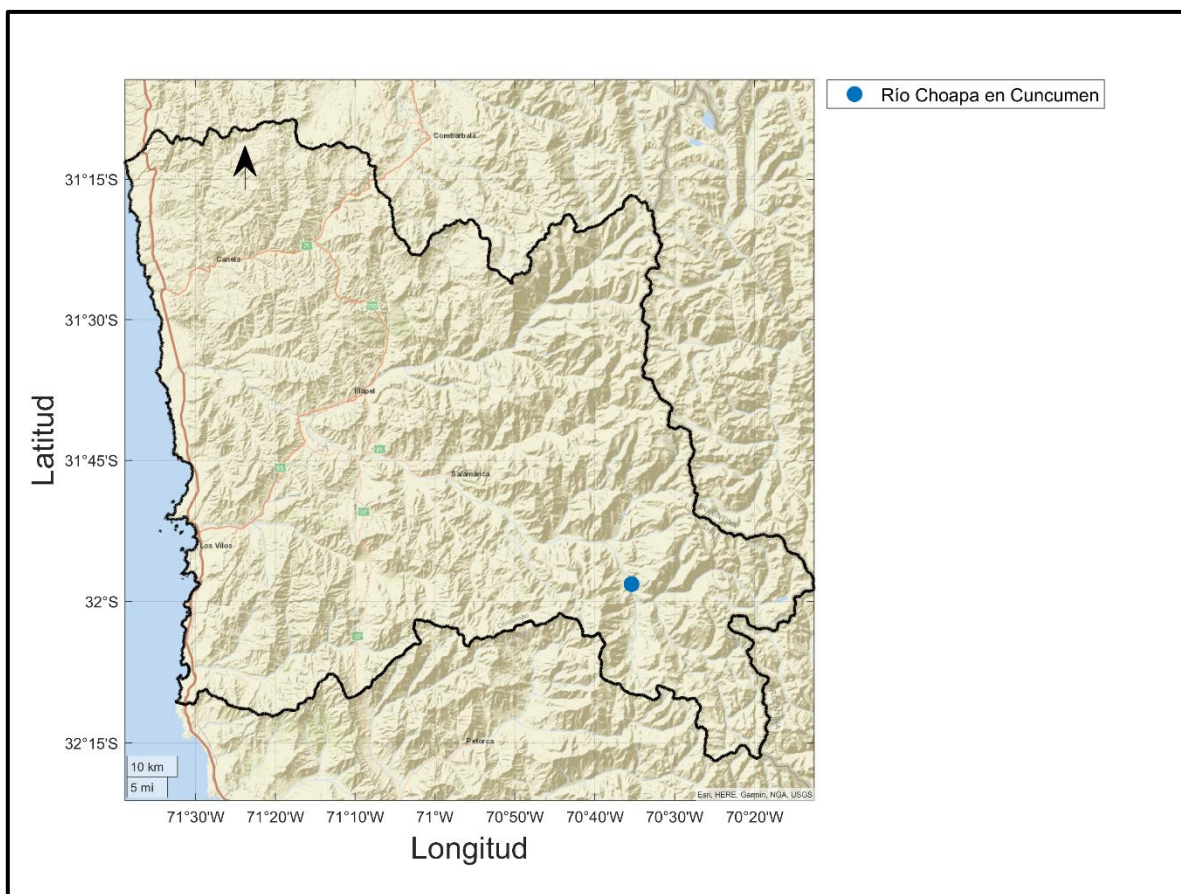 Río Choapa en Cuncumen
Combarbalá
31°15'S
Canela
31°30'S
Illapel
31°45'S
Salamanca
Los Vilos
32°S
Petorca
32°15'S
10 km
5 mi
Esri, HERE, Garmin, NGA, USGS
71°30'W 71°20'W 71°10'W 71°0'W 70°50'W 70°40'W 70°30'W 70°20'W
Latitud
Longitud